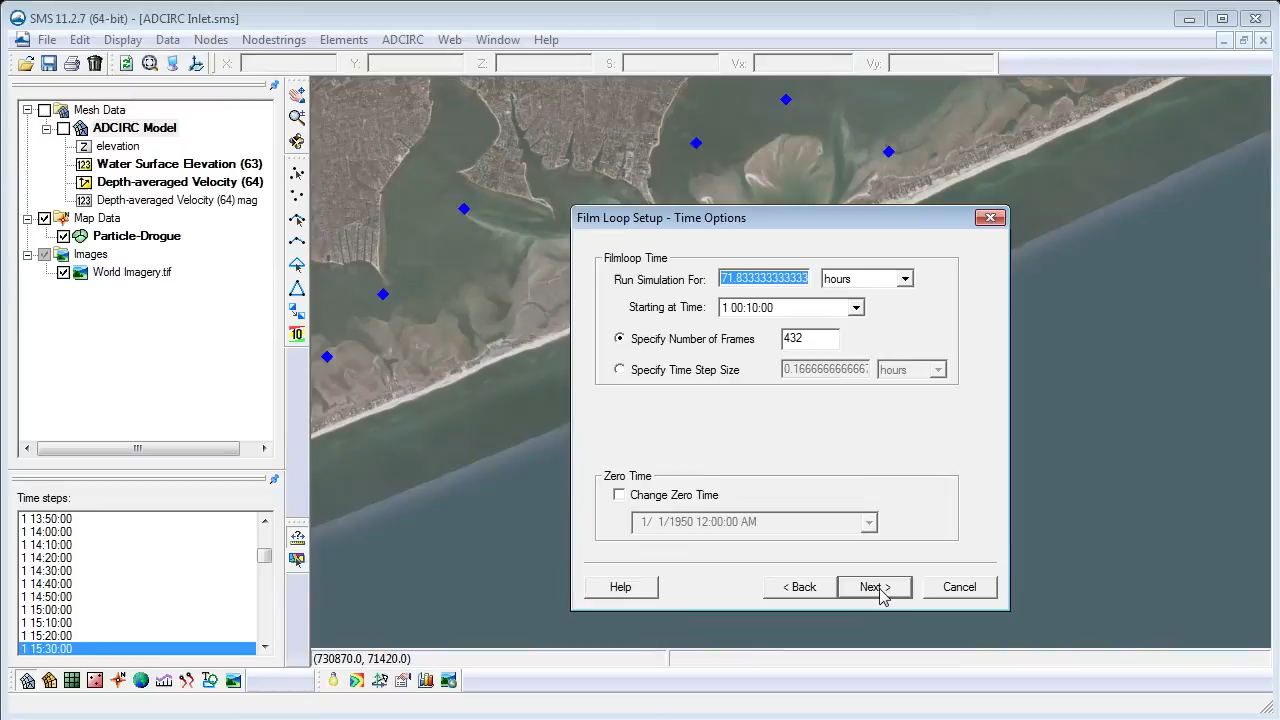 SMS 11.2.7 (64-bit) - [ADCIRC Inlet.sms]
File Edit Display Data Nodes Nodestrings Elements ADCIRC Web Window Help
X: Y: Z: S: Vx: Vy:
Mesh Data
ADCIRC Model
Z elevation
123 Water Surface Elevation (63)
Depth-averaged Velocity (64)
123 Depth-averaged Velocity (64) mag
Map Data
Particle-Drogue
Images
World Imagery.tif
10
Time steps:
1 13:50:00
1 14:00:00
1 14:10:00
1 14:20:00
1 14:30:00
1 14:40:00
1 14:50:00
1 15:00:00
1 15:10:00
1 15:20:00
1 15:30:00
Film Loop Setup - Time Options
Filmloop Time
Run Simulation For: 71.833333333333 hours
Starting at Time: 1 00:10:00
Specify Number of Frames 432
Specify Time Step Size 0.166666666667 hours
Zero Time
Change Zero Time
1/ 1/1950 12:00:00 AM
Help < Back Next > Cancel
(730870.0, 71420.0)